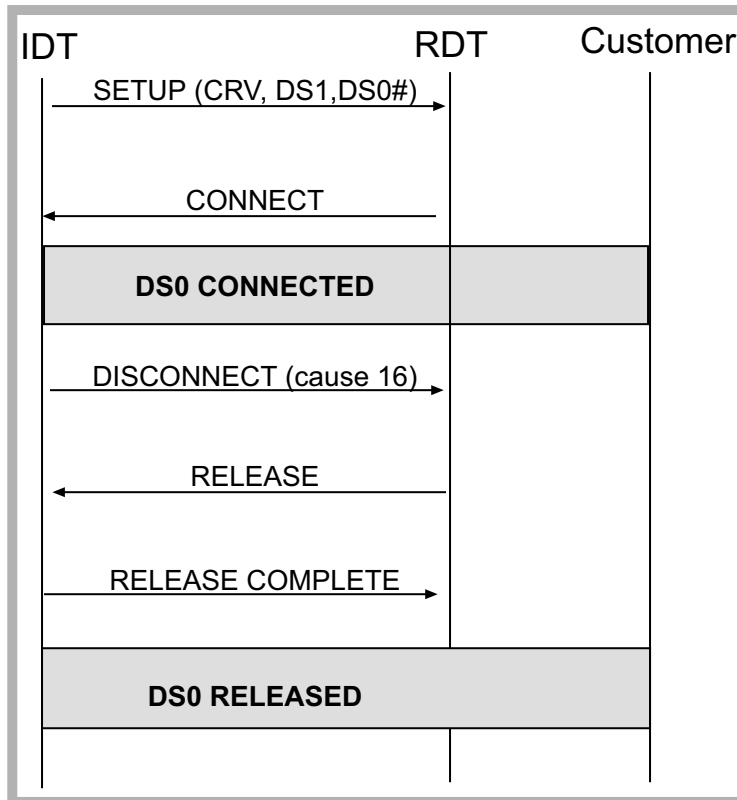 IDT RDT Customer
SETUP (CRV, DS1,DS0#)
CONNECT
DS0 CONNECTED
DISCONNECT (cause 16)
RELEASE
RELEASE COMPLETE
DS0 RELEASED